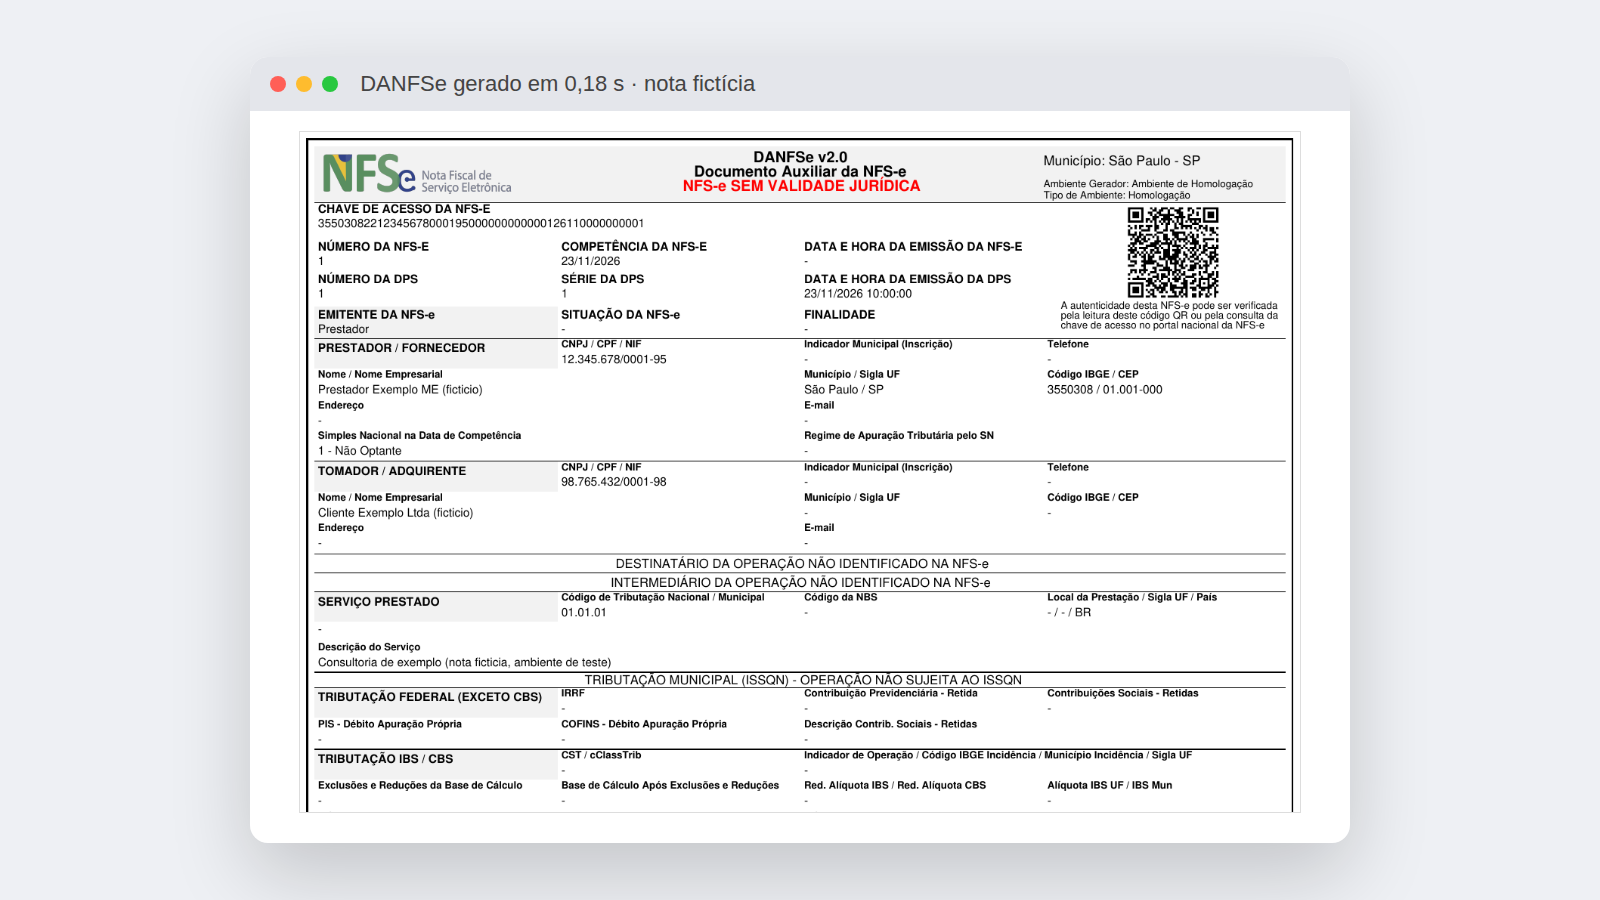 DANFSe gerado em 0,18 s · nota fictícia
NFSe Nota Fiscal de
Serviço Eletrônica
DANFSe v2.0
Documento Auxiliar da NFS-e
NFS-e SEM VALIDADE JURÍDICA
Município: São Paulo - SP
Ambiente Gerador: Ambiente de Homologação
Tipo de Ambiente: Homologação
CHAVE DE ACESSO DA NFS-E
35503082212345678000195000000000000126110000000001
NÚMERO DA NFS-E COMPETÊNCIA DA NFS-E DATA E HORA DA EMISSÃO DA NFS-E
1 23/11/2026 -
NÚMERO DA DPS SÉRIE DA DPS DATA E HORA DA EMISSÃO DA DPS
1 1 23/11/2026 10:00:00
A autenticidade desta NFS-e pode ser verificada
pela leitura deste código QR ou pela consulta da
chave de acesso no portal nacional da NFS-e
EMITENTE DA NFS-e SITUAÇÃO DA NFS-e FINALIDADE
Prestador - -
PRESTADOR / FORNECEDOR CNPJ / CPF / NIF Indicador Municipal (Inscrição) Telefone
12.345.678/0001-95 - -
Nome / Nome Empresarial Município / Sigla UF Código IBGE / CEP
Prestador Exemplo ME (ficticio) São Paulo / SP 3550308 / 01.001-000
Endereço E-mail
- -
Simples Nacional na Data de Competência Regime de Apuração Tributária pelo SN
1 - Não Optante -
TOMADOR / ADQUIRENTE CNPJ / CPF / NIF Indicador Municipal (Inscrição) Telefone
98.765.432/0001-98 - -
Nome / Nome Empresarial Município / Sigla UF Código IBGE / CEP
Cliente Exemplo Ltda (ficticio) - -
Endereço E-mail
- -
DESTINATÁRIO DA OPERAÇÃO NÃO IDENTIFICADO NA NFS-e
INTERMEDIÁRIO DA OPERAÇÃO NÃO IDENTIFICADO NA NFS-e
SERVIÇO PRESTADO Código de Tributação Nacional / Municipal Código da NBS Local da Prestação / Sigla UF / País
01.01.01 - - / - / BR
-
Descrição do Serviço
Consultoria de exemplo (nota ficticia, ambiente de teste)
TRIBUTAÇÃO MUNICIPAL (ISSQN) - OPERAÇÃO NÃO SUJEITA AO ISSQN
TRIBUTAÇÃO FEDERAL (EXCETO CBS) IRRF Contribuição Previdenciária - Retida Contribuições Sociais - Retidas
- - -
PIS - Débito Apuração Própria COFINS - Débito Apuração Própria Descrição Contrib. Sociais - Retidas
- - -
TRIBUTAÇÃO IBS / CBS CST / cClassTrib Indicador de Operação / Código IBGE Incidência / Município Incidência / Sigla UF
- -
Exclusões e Reduções da Base de Cálculo Base de Cálculo Após Exclusões e Reduções Red. Alíquota IBS / Red. Alíquota CBS Alíquota IBS UF / IBS Mun
- - - -